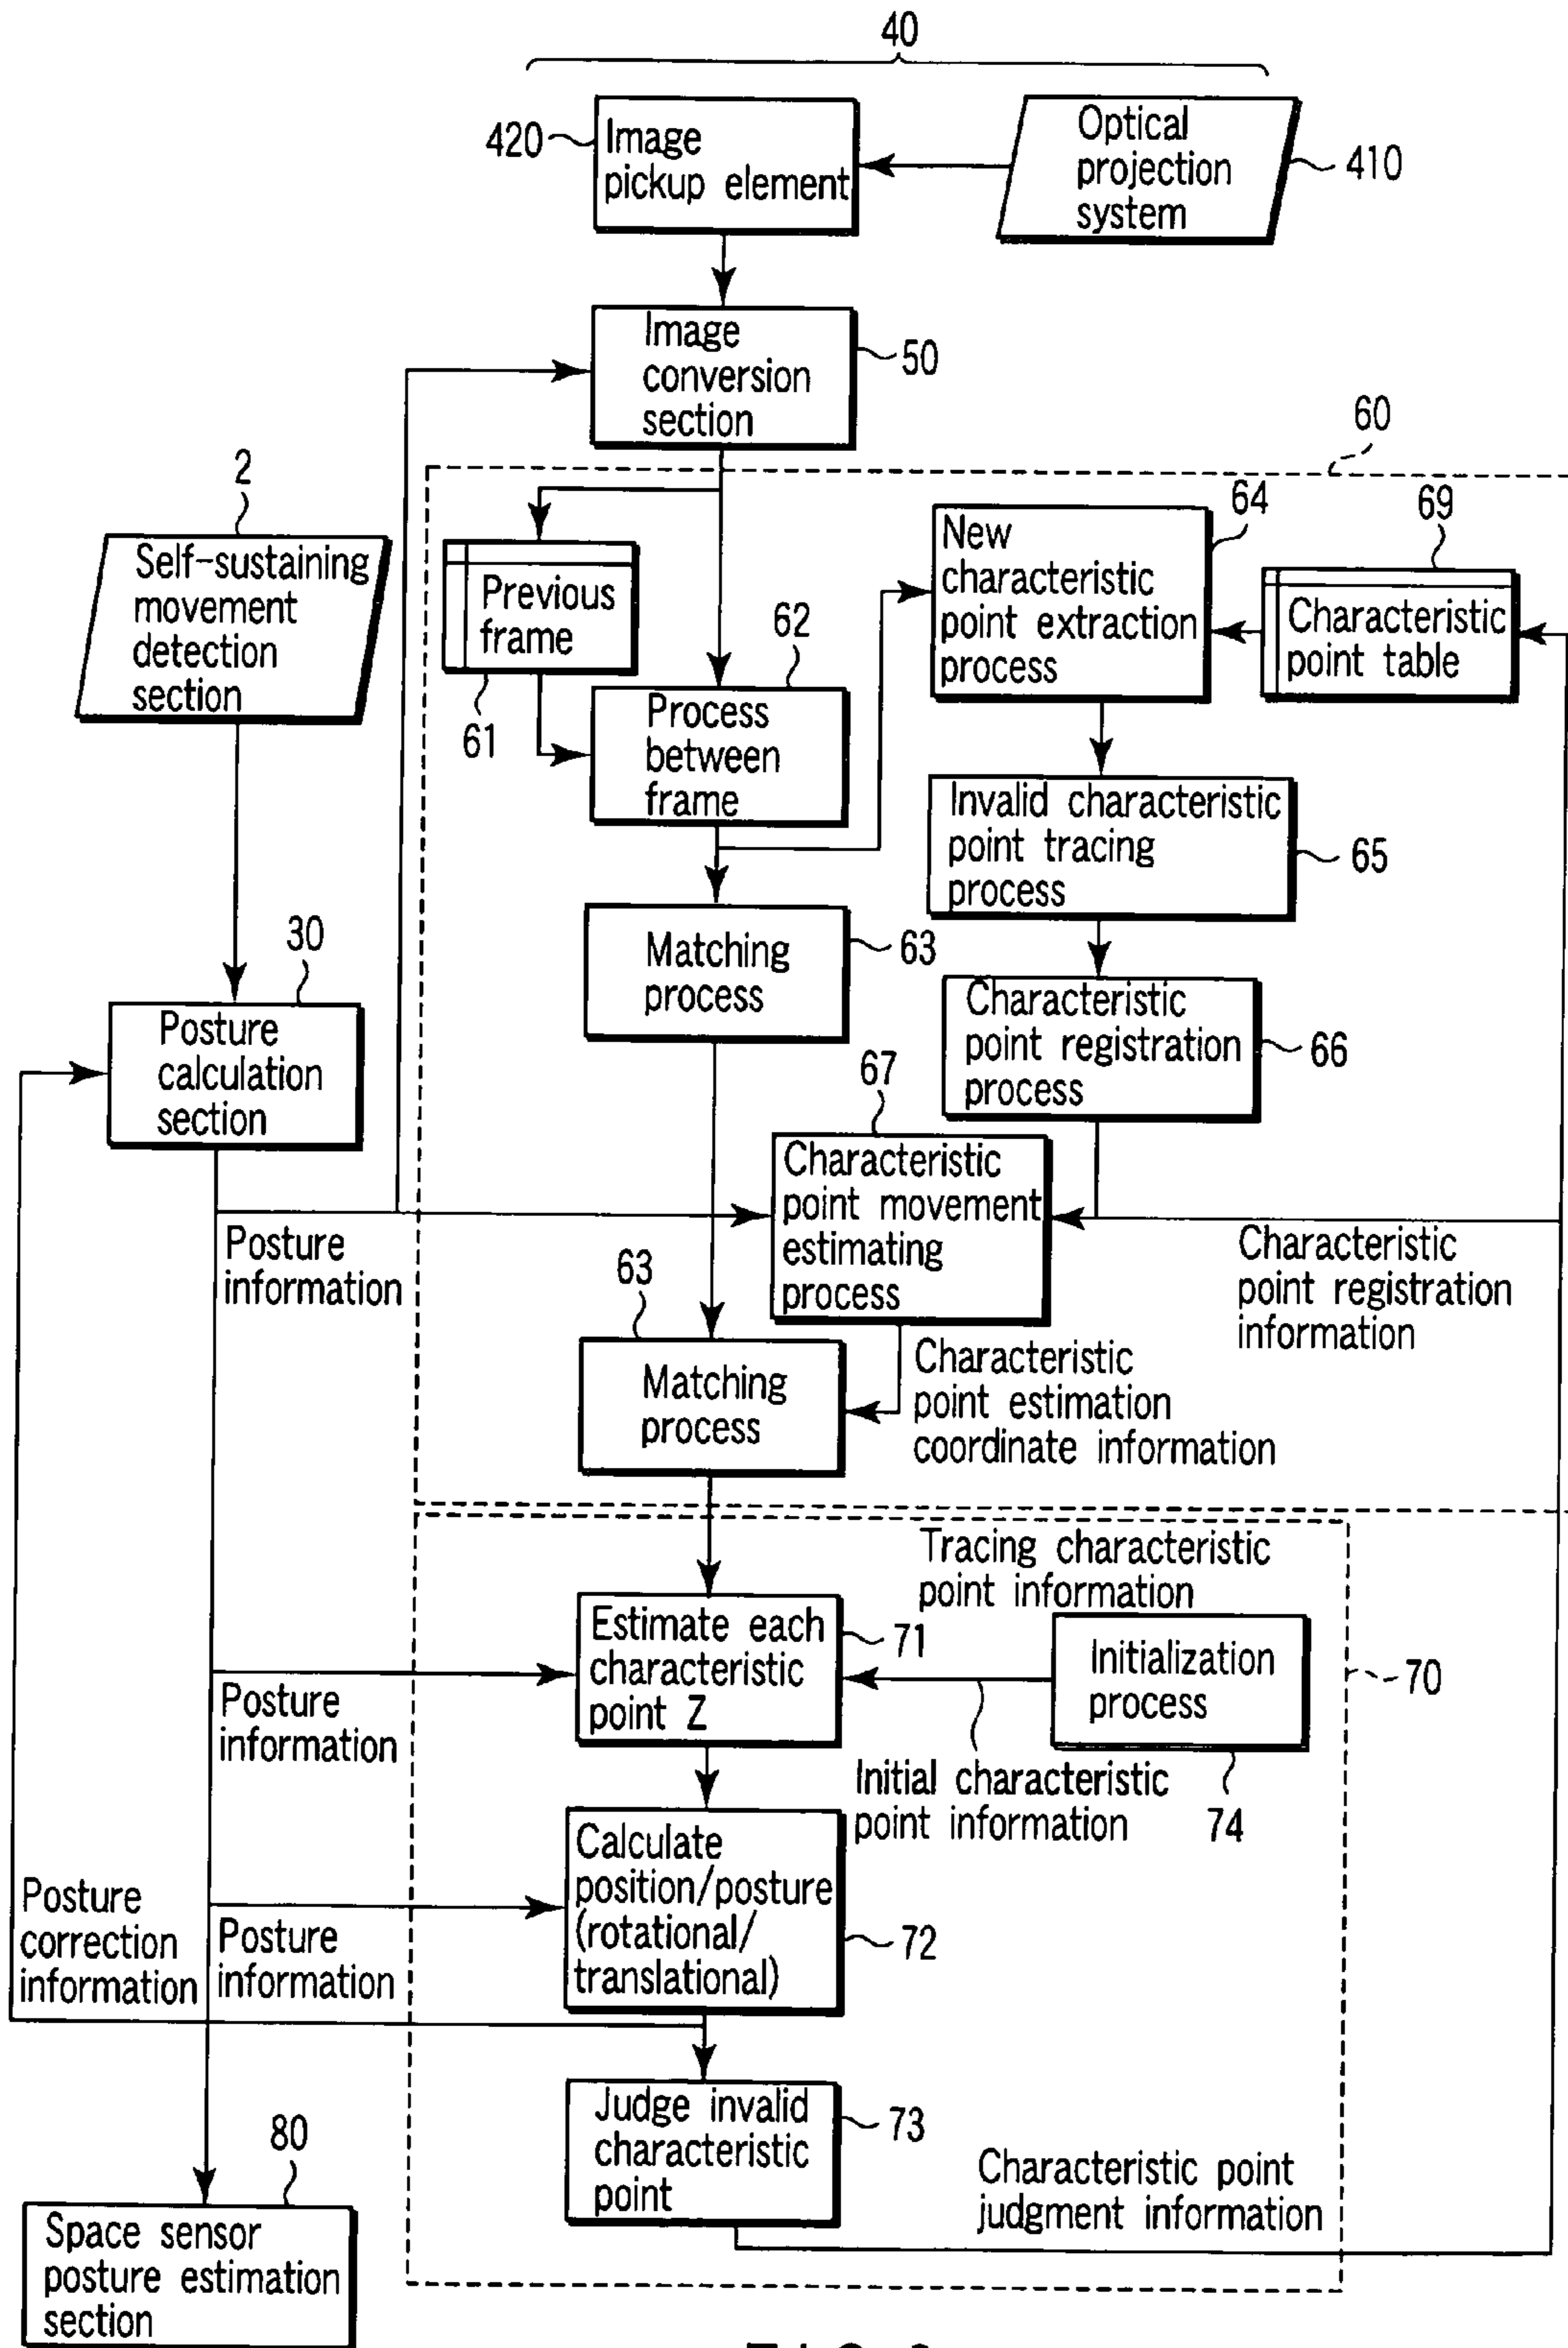 40
420
Image
pickup element
Optical
projection
system
410
Image
conversion
section
50
60
2
Self-sustaining
movement
detection
section
Previous
frame
61
62
Process
between
frame
New
characteristic
point extraction
process
64
69
Characteristic
point table
Invalid characteristic
point tracing
process
65
Matching
process
63
30
Posture
calculation
section
Characteristic
point registration
process
66
67
Characteristic
point movement
estimating
process
Posture
information
Characteristic
point registration
information
63
Matching
process
Characteristic
point estimation
coordinate information
Tracing characteristic
point information
Estimate each
characteristic
point Z
71
Initialization
process
70
Posture
information
Initial characteristic
point information
74
Calculate
position/posture
(rotational/
translational)
72
Posture
correction
information
Posture
information
Judge invalid
characteristic
point
73
Characteristic point
judgment information
80
Space sensor
posture estimation
section